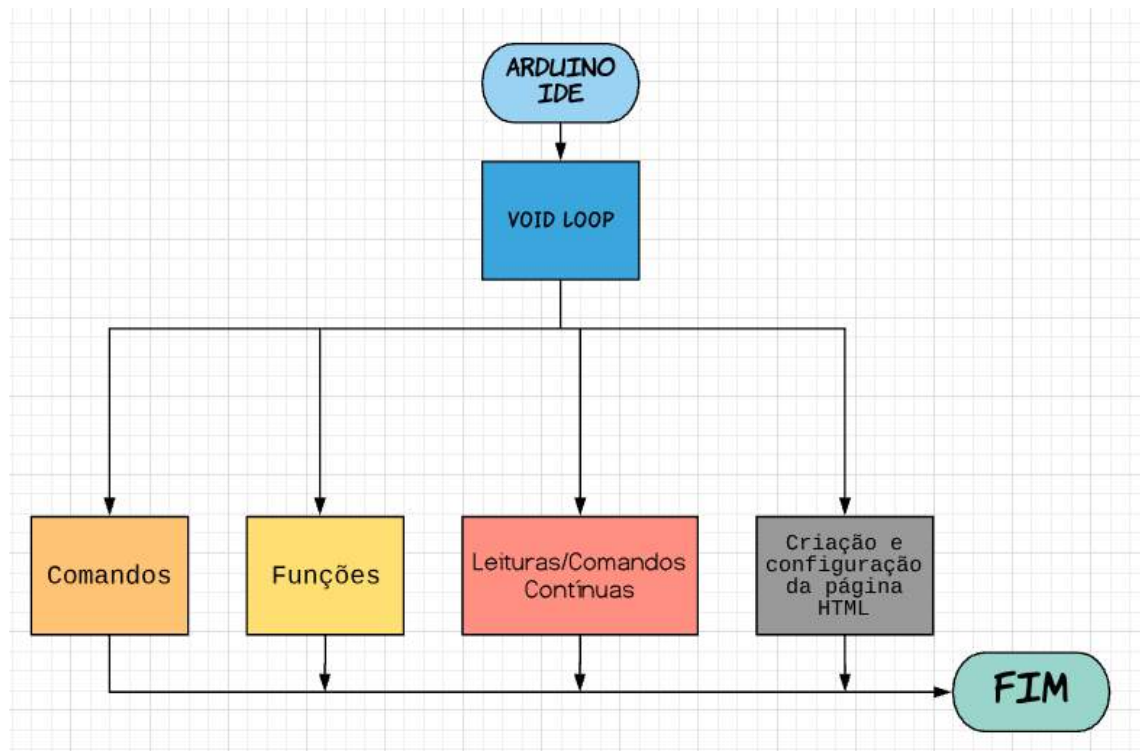 ARDUINO
IDE
VOID LOOP
Comandos
Funções
Leituras/Comandos
Contínuas
Criação e
configuração
da página
HTML
FIM